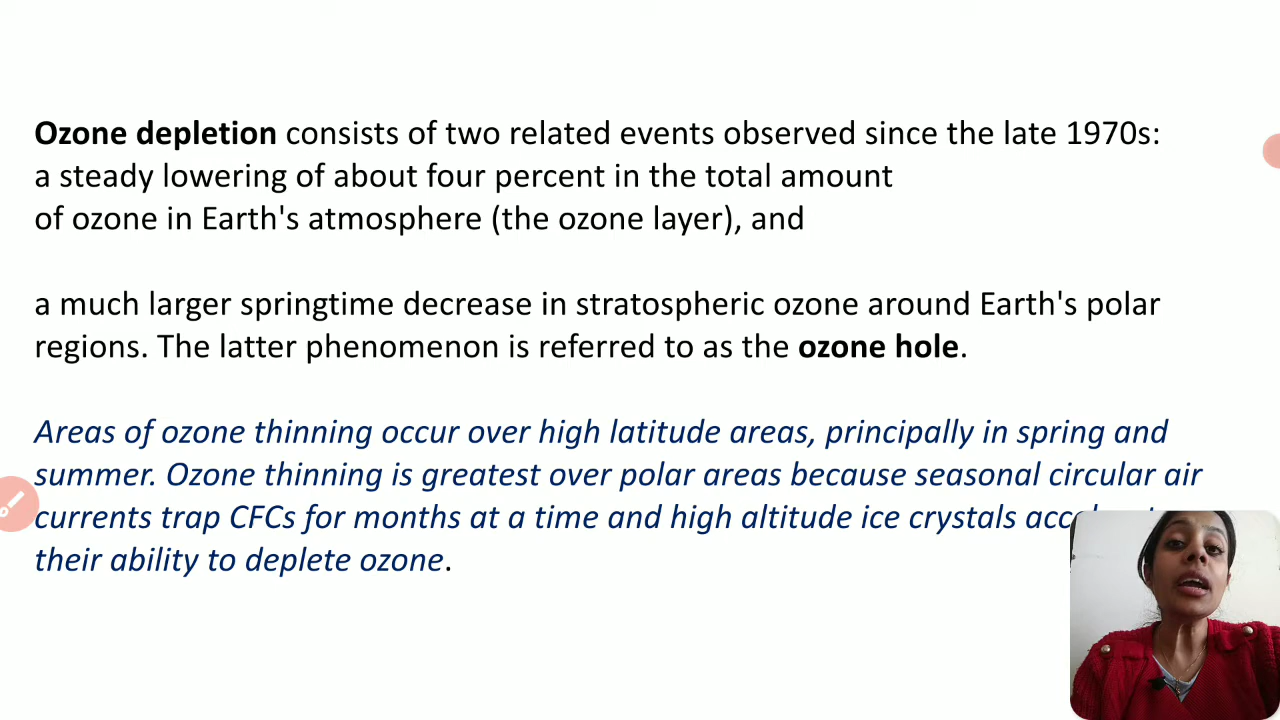 Ozone depletion consists of two related events observed since the late 1970s:
a steady lowering of about four percent in the total amount
of ozone in Earth's atmosphere (the ozone layer), and
a much larger springtime decrease in stratospheric ozone around Earth's polar
regions. The latter phenomenon is referred to as the ozone hole.
Areas of ozone thinning occur over high latitude areas, principally in spring and
summer. Ozone thinning is greatest over polar areas because seasonal circular air
currents trap CFCs for months at a time and high altitude ice crystals
their ability to deplete ozone.